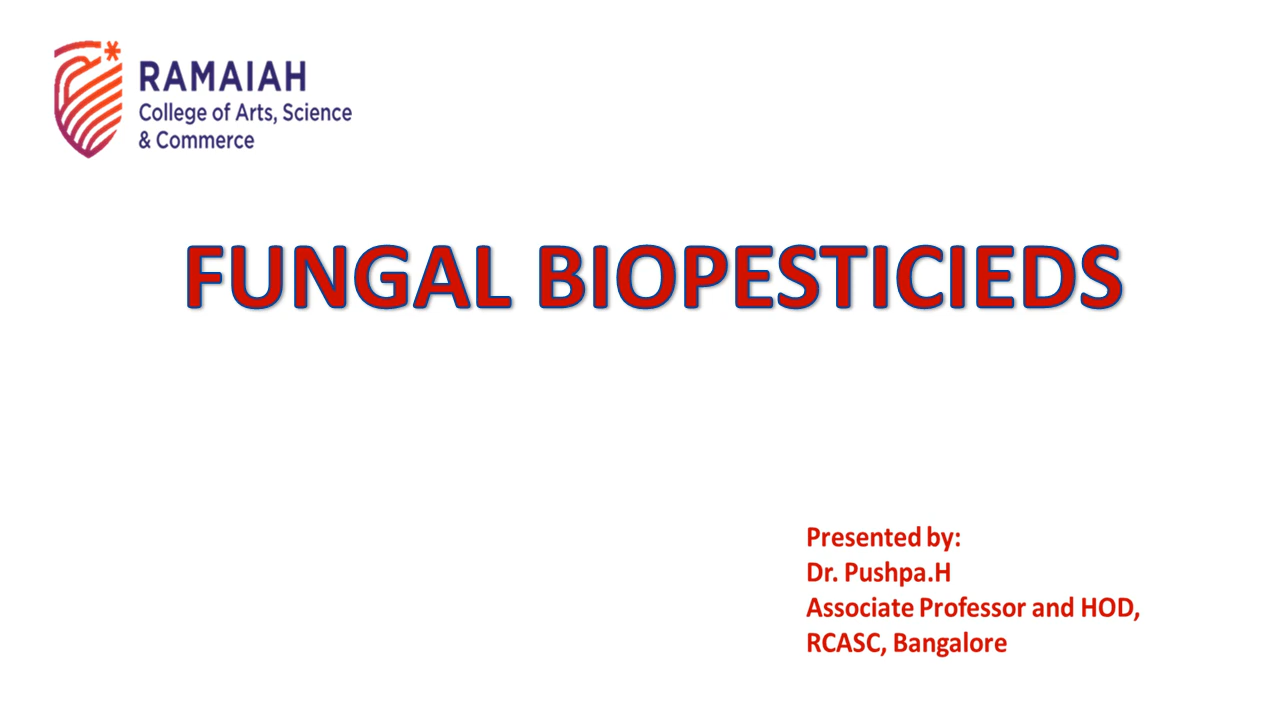 RAMAIAH
College of Arts, Science
& Commerce
FUNGAL BIOPESTICIEDS
Presented by:
Dr. Pushpa.H
Associate Professor and HOD,
RCASC, Bangalore